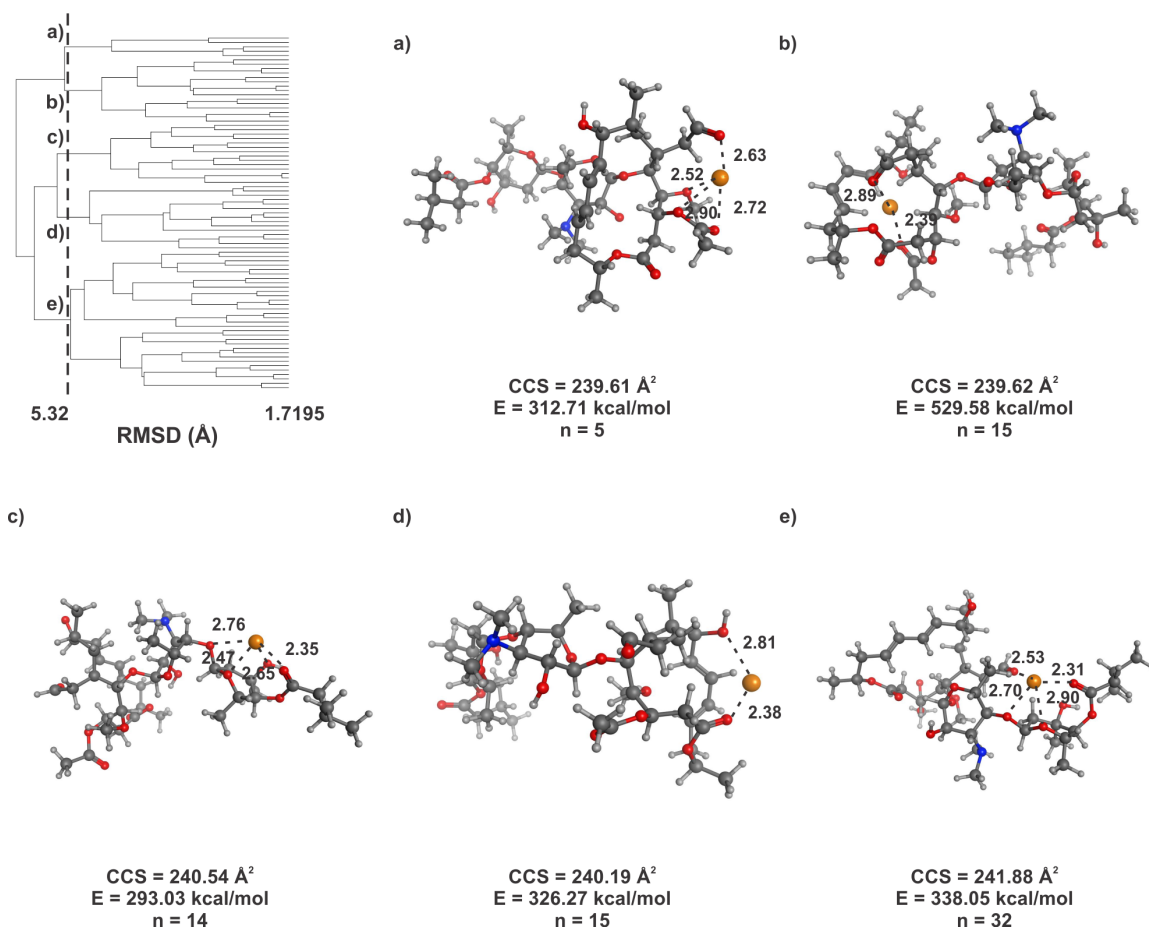 a)
b)
c)
d)
e)
5.32
1.7195
RMSD (Å)
a)
2.63
2.52
2.90
2.72
CCS = 239.61 Å²
E = 312.71 kcal/mol
n = 5
b)
2.89
2.39
CCS = 239.62 Å²
E = 529.58 kcal/mol
n = 15
c)
2.76
2.35
2.47
2.65
CCS = 240.54 Å²
E = 293.03 kcal/mol
n = 14
d)
2.81
2.38
CCS = 240.19 Å²
E = 326.27 kcal/mol
n = 15
e)
2.53
2.31
2.70
2.90
CCS = 241.88 Å²
E = 338.05 kcal/mol
n = 32